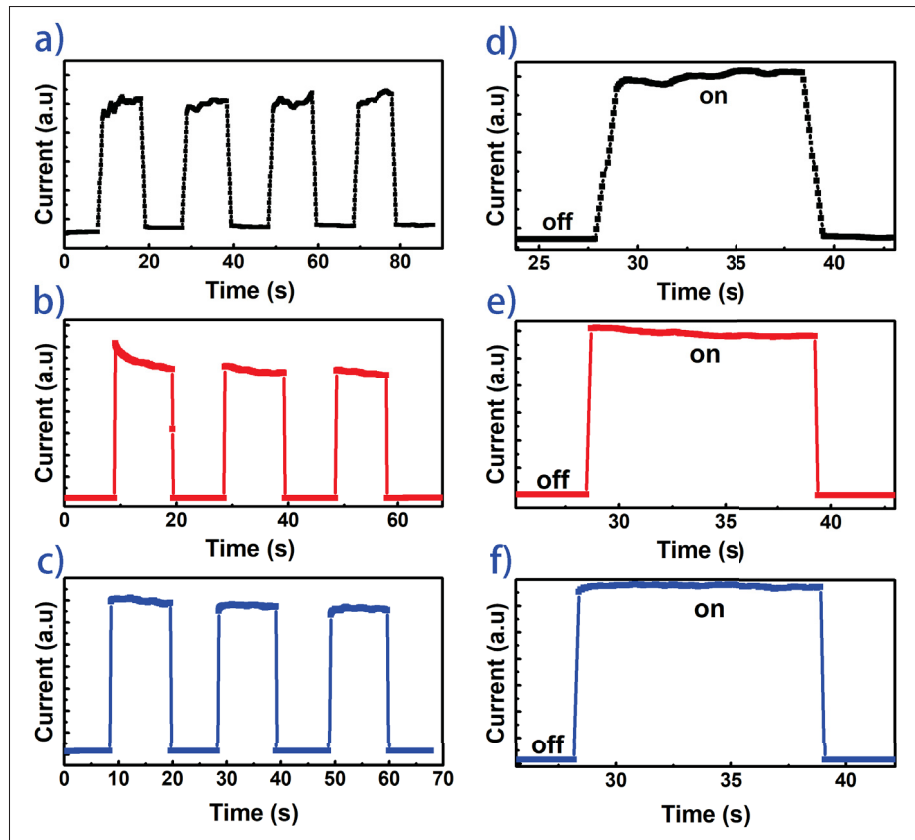 a)
Current (a.u)
0 20 40 60 80
Time (s)
d)
Current (a.u)
off
on
25 30 35 40
Time (s)
b)
Current (a.u)
0 20 40 60
Time (s)
e)
Current (a.u)
off
on
30 35 40
Time (s)
c)
Current (a.u)
0 10 20 30 40 50 60 70
Time (s)
f)
Current (a.u)
off
on
30 35 40
Time (s)